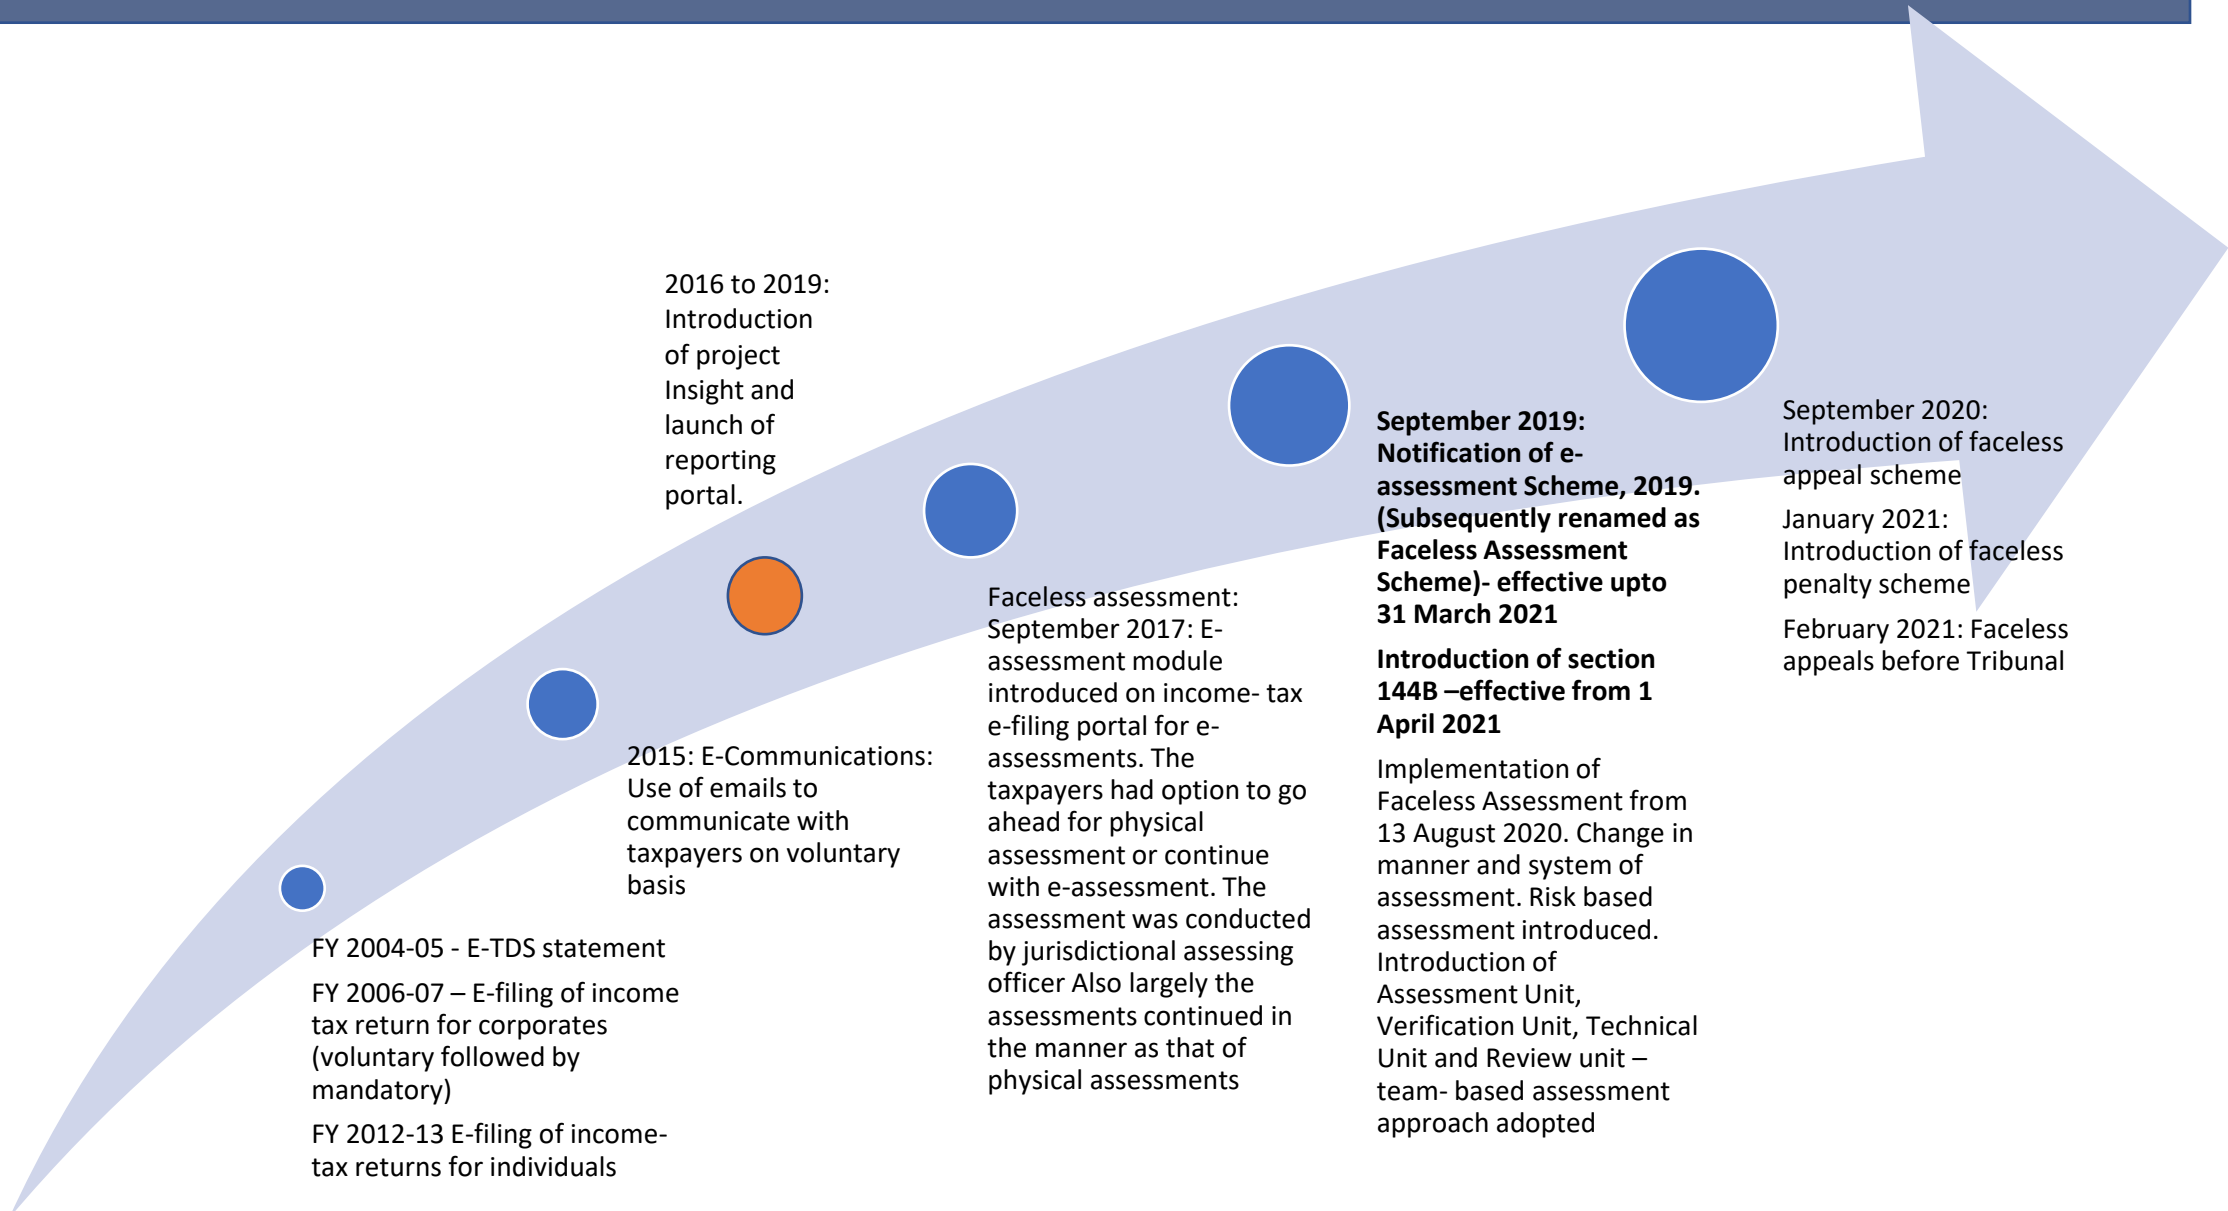 FY 2004-05 - E-TDS statement
FY 2006-07 – E-filing of income
tax return for corporates
(voluntary followed by
mandatory)
FY 2012-13 E-filing of income-
tax returns for individuals
2015: E-Communications:
Use of emails to
communicate with
taxpayers on voluntary
basis
2016 to 2019:
Introduction
of project
Insight and
launch of
reporting
portal.
Faceless assessment:
September 2017: E-
assessment module
introduced on income- tax
e-filing portal for e-
assessments. The
taxpayers had option to go
ahead for physical
assessment or continue
with e-assessment. The
assessment was conducted
by jurisdictional assessing
officer Also largely the
assessments continued in
the manner as that of
physical assessments
September 2019:
Notification of e-
assessment Scheme, 2019.
(Subsequently renamed as
Faceless Assessment
Scheme)- effective upto
31 March 2021
Introduction of section
144B –effective from 1
April 2021
Implementation of
Faceless Assessment from
13 August 2020. Change in
manner and system of
assessment. Risk based
assessment introduced.
Introduction of
Assessment Unit,
Verification Unit, Technical
Unit and Review unit –
team- based assessment
approach adopted
September 2020:
Introduction of faceless
appeal scheme
January 2021:
Introduction of faceless
penalty scheme
February 2021: Faceless
appeals before Tribunal